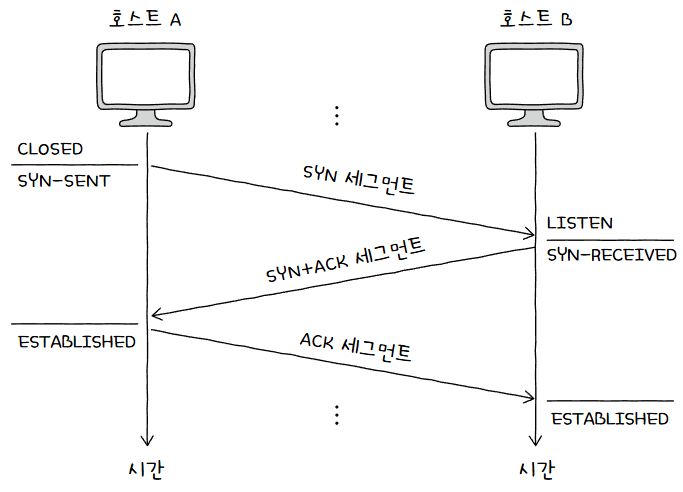 호스트 A
호스트 B
CLOSED
SYN-SENT
SYN 세그먼트
LISTEN
SYN-RECEIVED
SYN+ACK 세그먼트
ESTABLISHED
ACK 세그먼트
ESTABLISHED
시간
시간